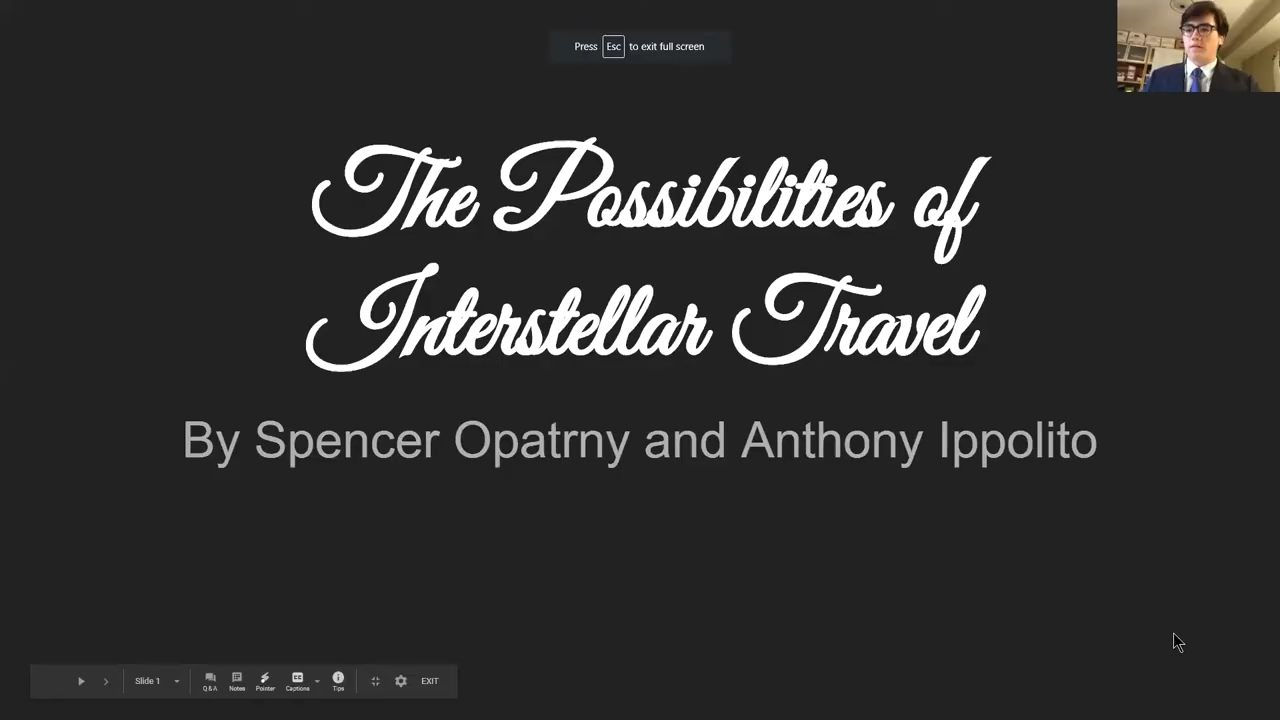 Press Esc to exit full screen
The Possibilities of
Interstellar Travel
By Spencer Opatrny and Anthony Ippolito
Slide 1 Q&A Notes Pointer Captions Tips EXIT